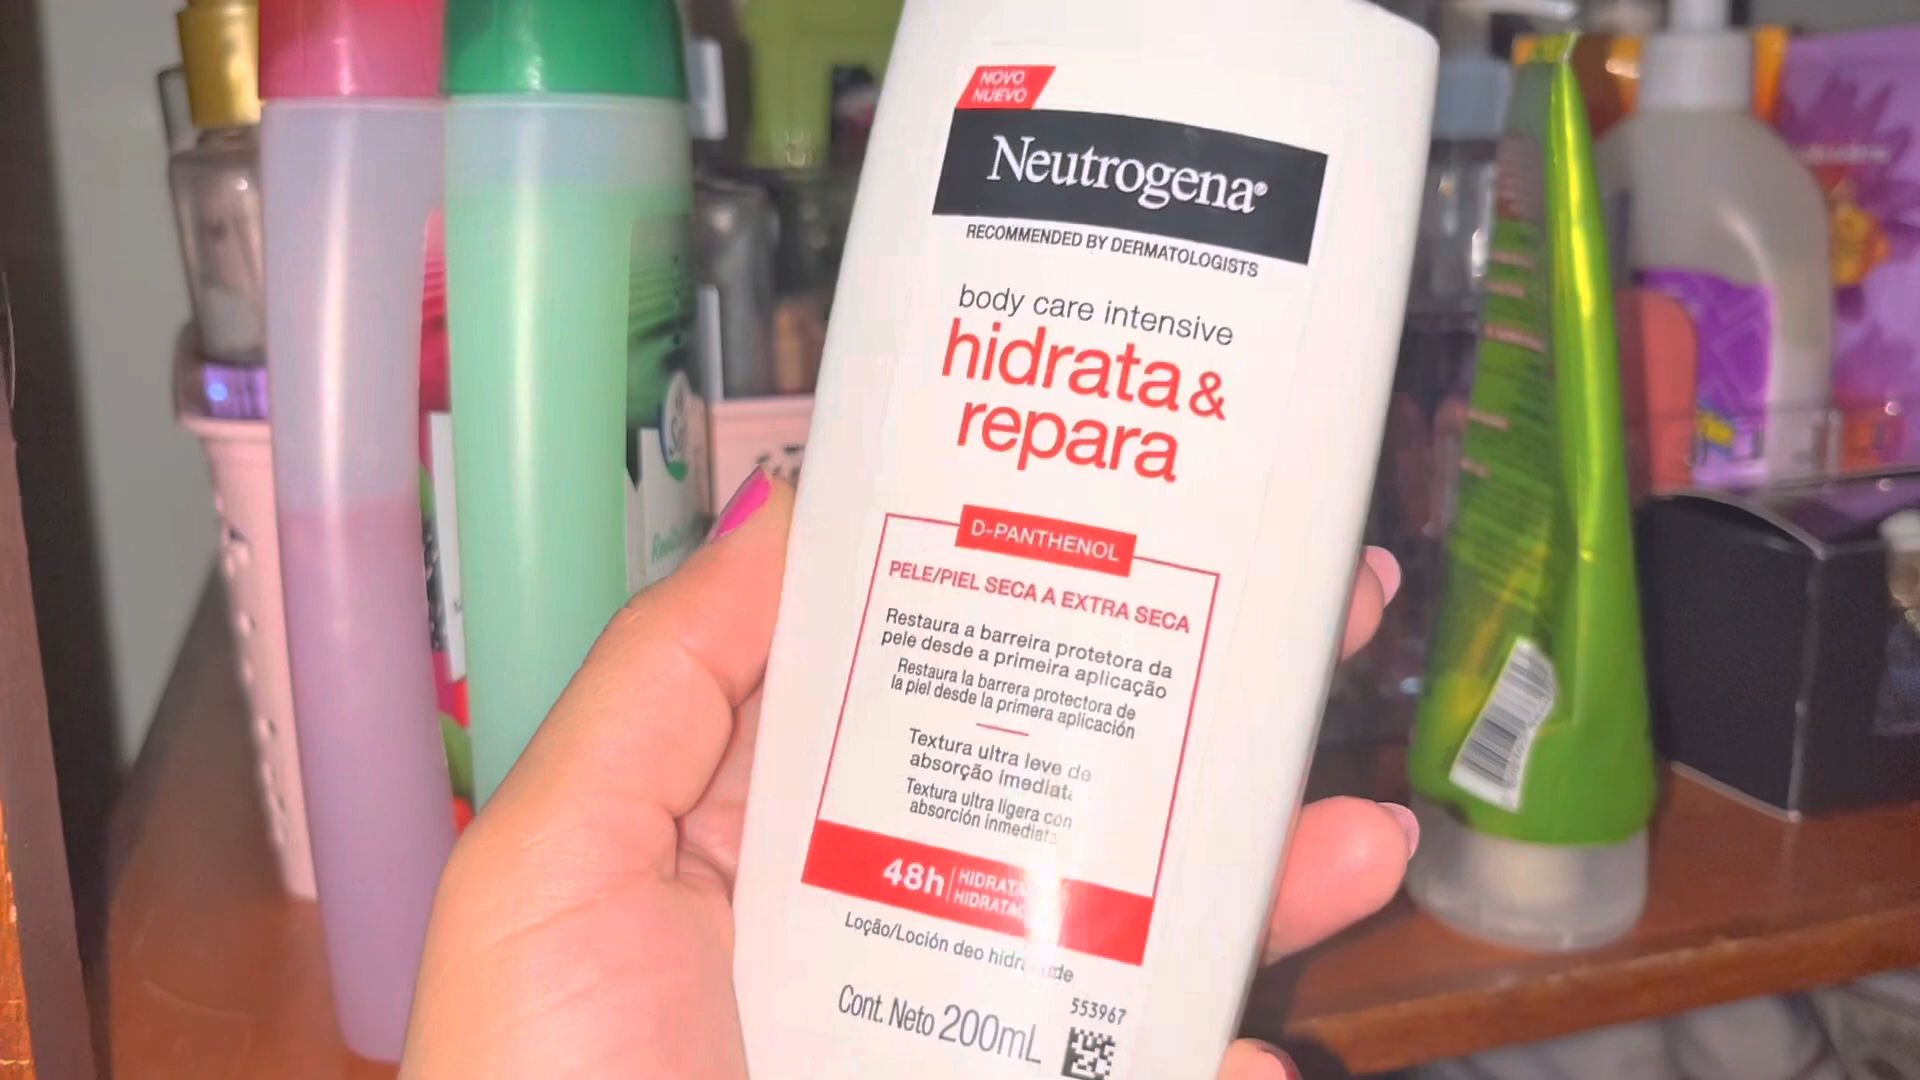 NOVO
NUEVO
Neutrogena®
RECOMMENDED BY DERMATOLOGISTS
body care intensive
hidrata &
repara
D-PANTHENOL
PELE/PIEL SECA A EXTRA SECA
Restaura a barreira protetora da
pele desde a primeira aplicação
Restaura la barrera protectora de
la piel desde la primera aplicación
Textura ultra leve de
absorção imediata
Textura ultra ligera con
absorción inmediata
48h
Loção/Loción deo
Cont. Neto 200mL
553967